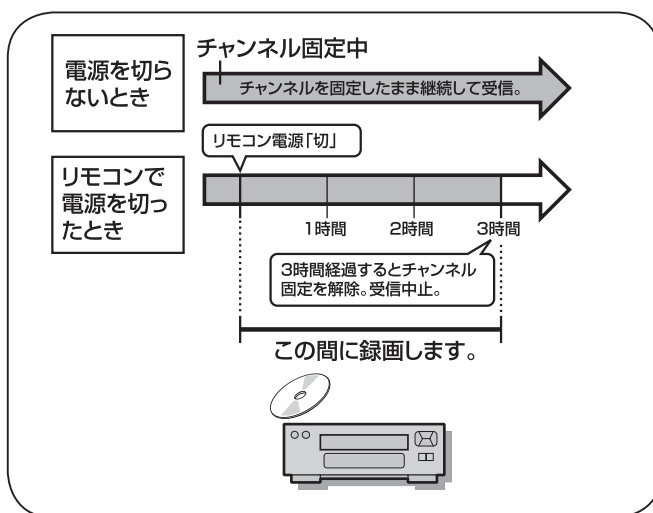 電源を切ら
ないとき
チャンネル固定中
チャンネルを固定したまま継続して受信。
リモコン電源「切」
リモコンで
電源を切っ
たとき
1時間
2時間
3時間
3時間経過するとチャンネル
固定を解除。受信中止。
この間に録画します。